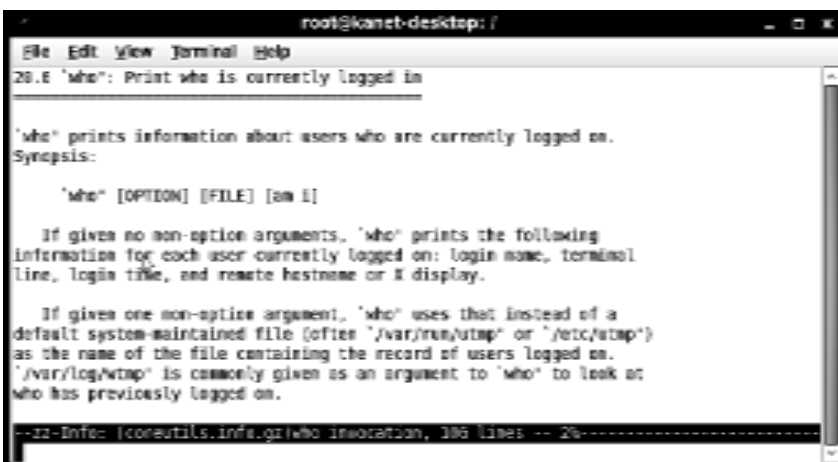 root@kanet-desktop: /
File Edit View Terminal Help
20.6 `who': Print who is currently logged in
===========================================
`who' prints information about users who are currently logged on.
Synopsis:
`who' [OPTION] [FILE] [am i]
If given no non-option arguments, `who' prints the following
information for each user currently logged on: login name, terminal
line, login time, and remote hostname or X display.
If given one non-option argument, `who' uses that instead of a
default system-maintained file (often `/var/run/utmp' or `/etc/utmp')
as the name of the file containing the record of users logged on.
`/var/log/wtmp' is commonly given as an argument to `who' to look at
who has previously logged on.
--zz-Info: (coreutils.info.gz)who invocation, 106 lines -- 2%